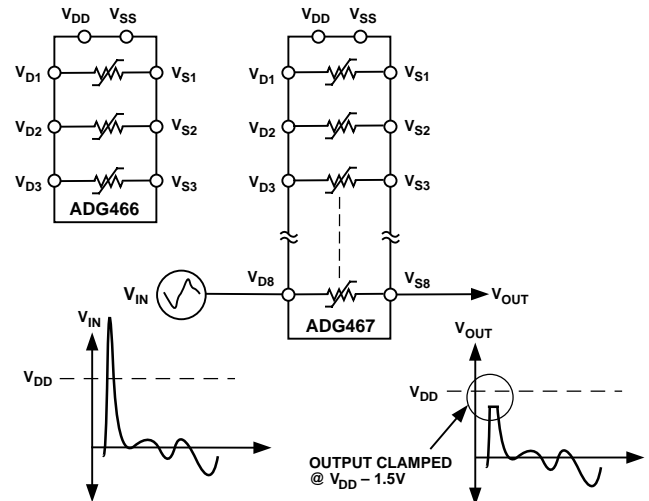 VDD VSS
VD1 VS1
VD2 VS2
VD3 VS3
ADG466
VDD VSS
VD1 VS1
VD2 VS2
VD3 VS3
VIN VD8 VS8 VOUT
ADG467
VIN
VDD
VOUT
VDD
OUTPUT CLAMPED
@ VDD – 1.5V